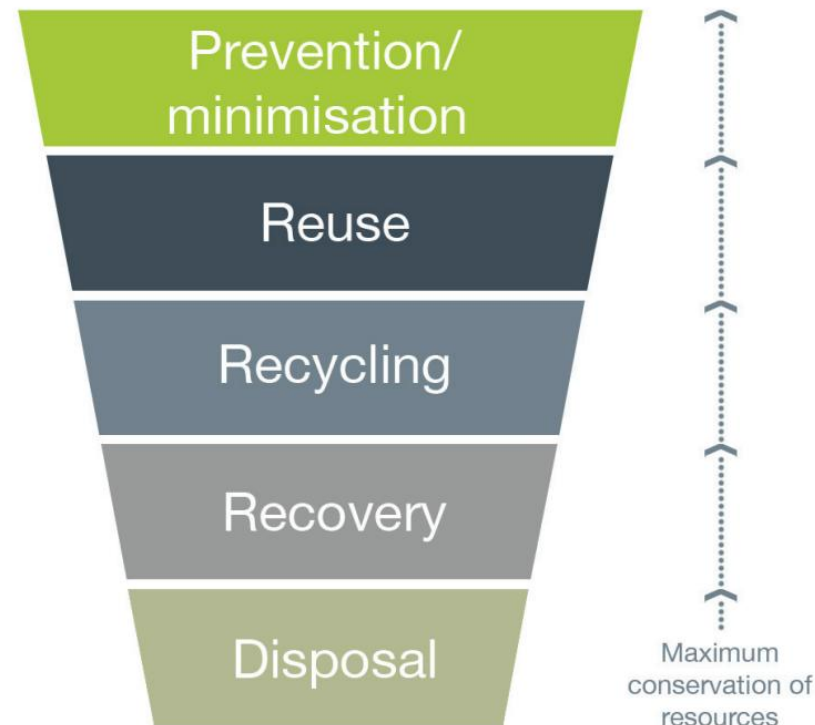 Prevention/
minimisation
Reuse
Recycling
Recovery
Disposal
Maximum
conservation of
resources